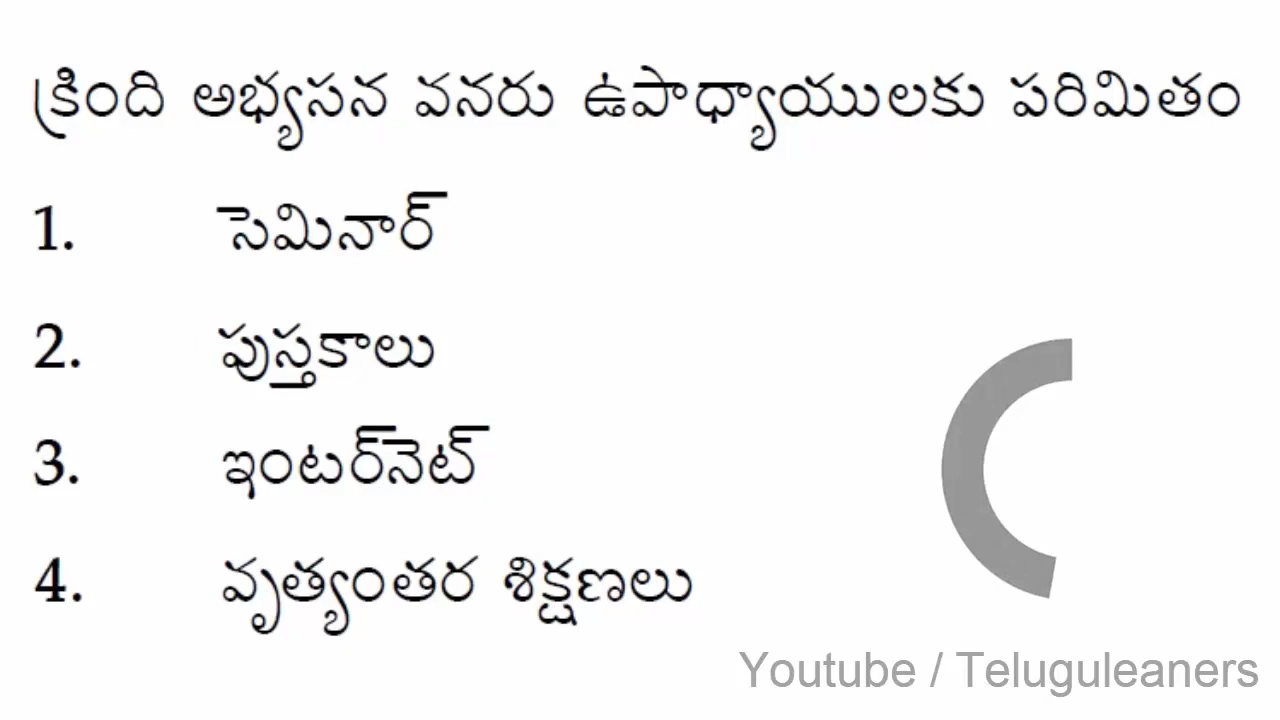 క్రింది అభ్యసన వనరు ఉపాధ్యాయులకు పరిమితం
1. సెమినార్
2. పుస్తకాలు
3. ఇంటర్‌నెట్
4. వృత్యంతర శిక్షణలు
Youtube / Teluguleaners